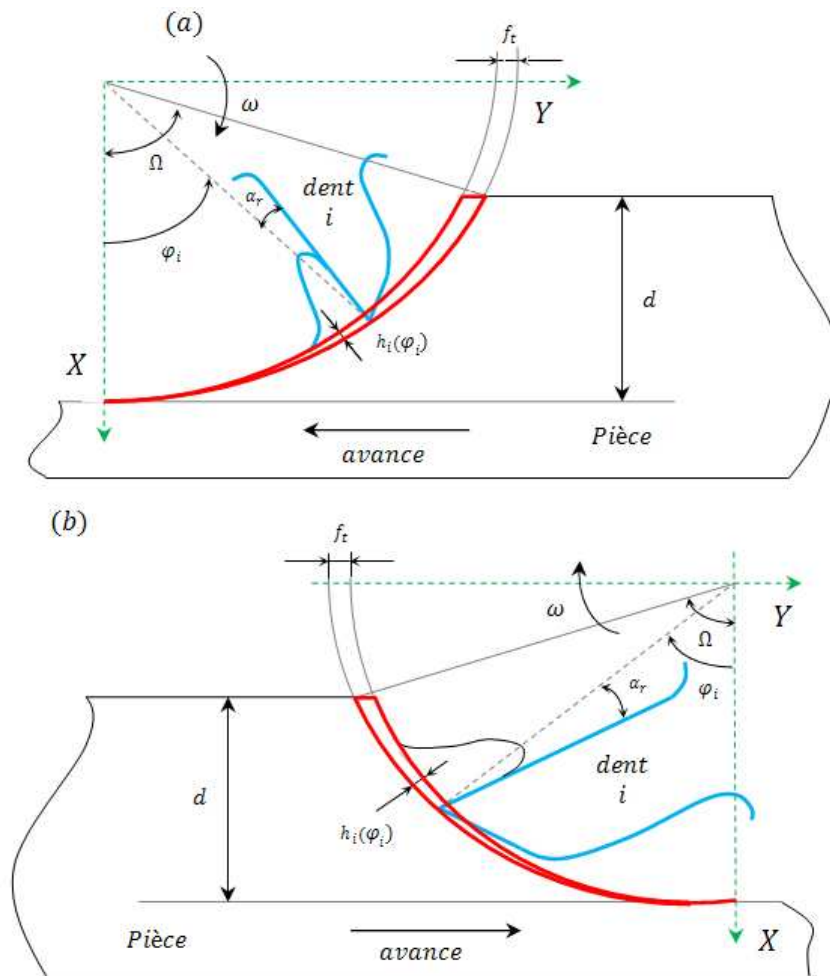 (a)
f_t
Y
ω
Ω
dent
i
α_r
φ_i
d
h_i(φ_i)
X
Pièce
avance
(b)
f_t
ω
Y
Ω
φ_i
α_r
dent
i
d
h_i(φ_i)
Pièce
avance
X